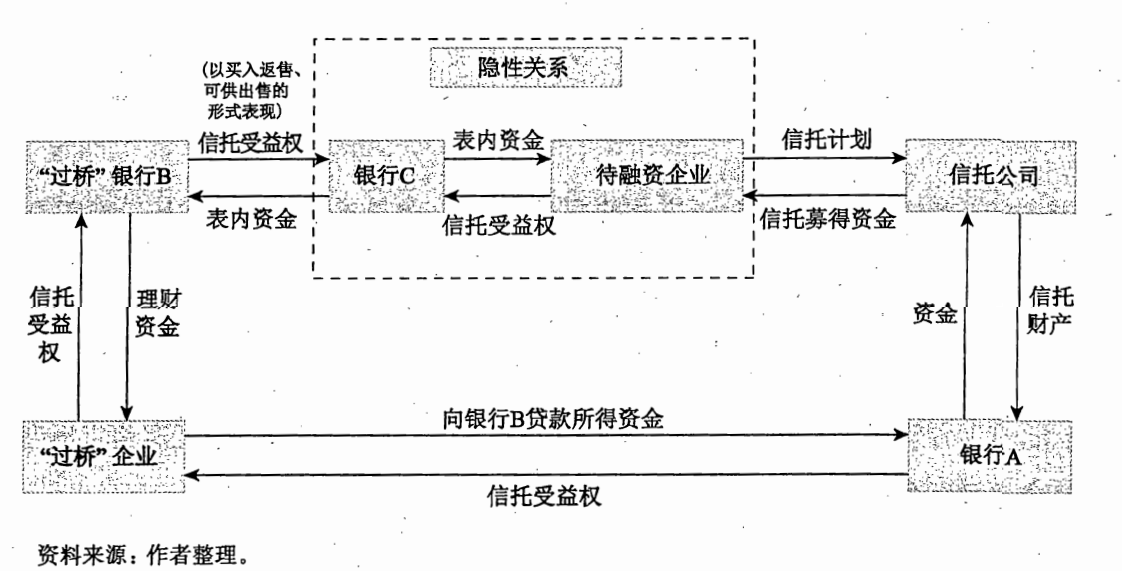 隐性关系
(以买入返售、
可供出售的
形式表现)
信托受益权
表内资金
信托计划
“过桥”银行B
银行C
待融资企业
信托公司
表内资金
信托受益权
信托募得资金
信托
受益
权
理财
资金
资金
信托
财产
向银行B贷款所得资金
“过桥”企业
银行A
信托受益权
资料来源：作者整理。